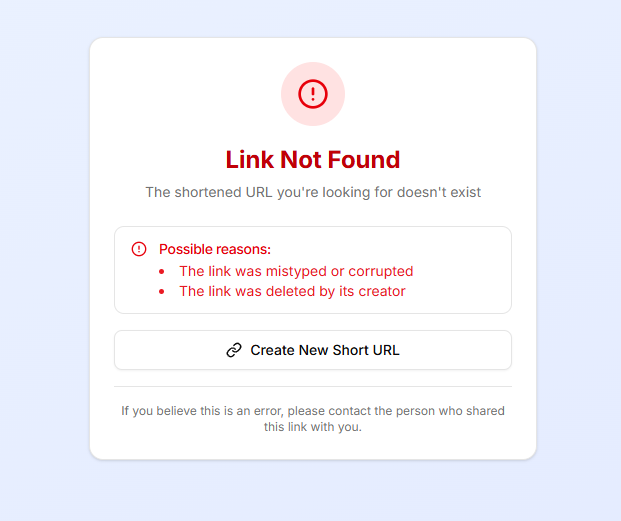 Link Not Found
The shortened URL you're looking for doesn't exist
Possible reasons:
• The link was mistyped or corrupted
• The link was deleted by its creator
Create New Short URL
If you believe this is an error, please contact the person who shared
this link with you.